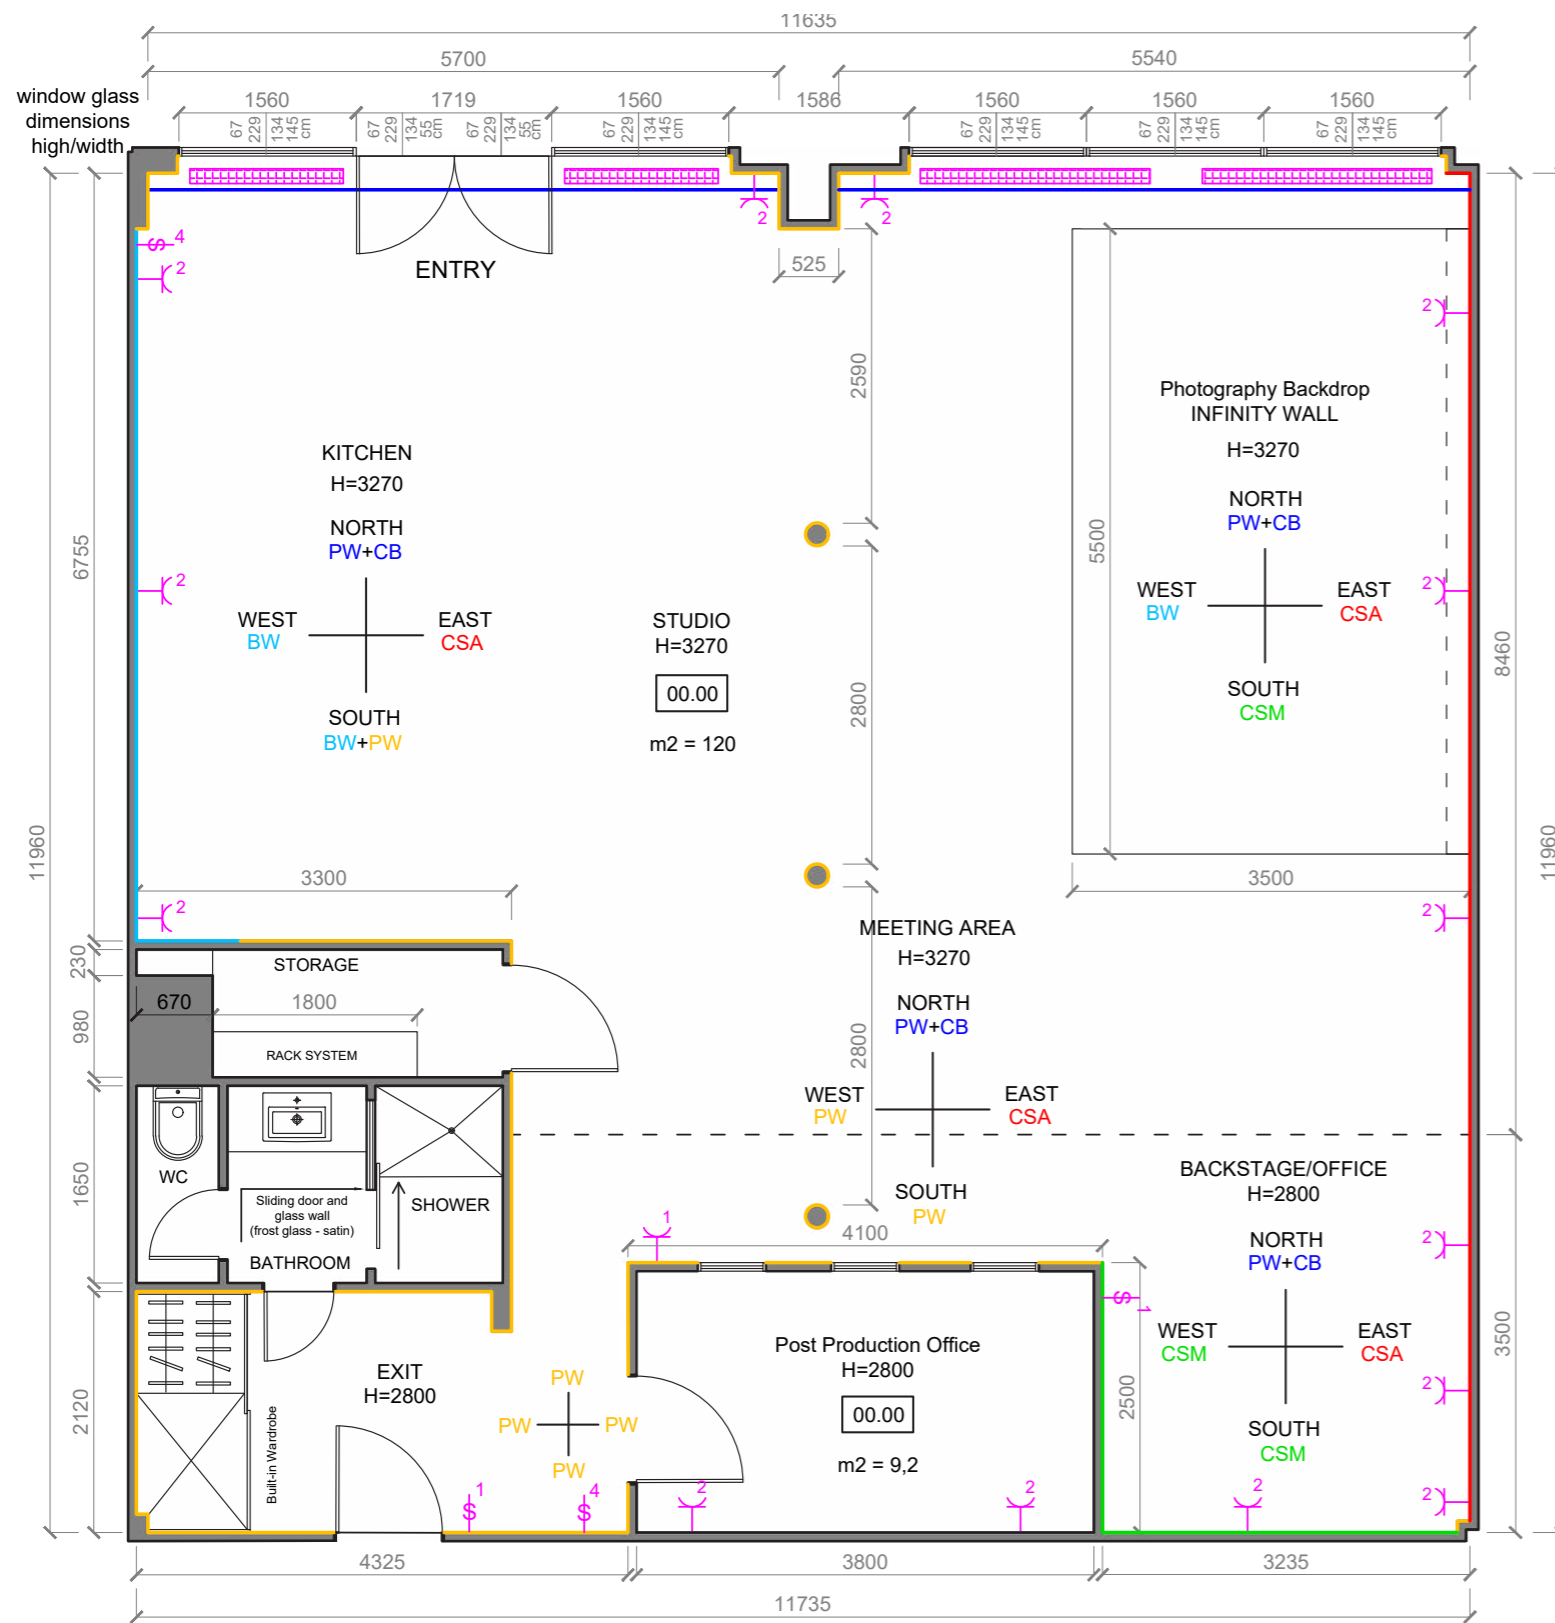 11635
5700
5540
window glass
dimensions
high/width
1560
1719
1560
1586
1560
1560
1560
67
229
134
145
cm
67
229
134
55
cm
67
229
134
55
cm
67
229
134
145
cm
67
229
134
145
cm
67
229
134
145
cm
67
229
134
145
cm
2
2
S 4
2
ENTRY
525
2
2590
Photography Backdrop
INFINITY WALL
H=3270
KITCHEN
H=3270
NORTH
PW+CB
NORTH
PW+CB
6755
5500
2
2
WEST
BW
EAST
CSA
STUDIO
H=3270
WEST
BW
EAST
CSA
8460
00.00
2800
SOUTH
BW+PW
m2 = 120
SOUTH
CSM
11960
11960
3300
3500
2
2
MEETING AREA
H=3270
230
STORAGE
670
1800
980
NORTH
PW+CB
2800
RACK SYSTEM
WEST
PW
EAST
CSA
WC
1650
Sliding door and
glass wall
(frost glass - satin)
SHOWER
BATHROOM
BACKSTAGE/OFFICE
H=2800
SOUTH
PW
1
4100
2
NORTH
PW+CB
S 1
WEST
CSM
EAST
CSA
3500
Post Production Office
H=2800
EXIT
H=2800
PW
PW
PW
PW
2
2500
2120
00.00
Built-in Wardrobe
SOUTH
CSM
m2 = 9,2
S 1
S 4
2
2
2
2
4325
3800
3235
11735